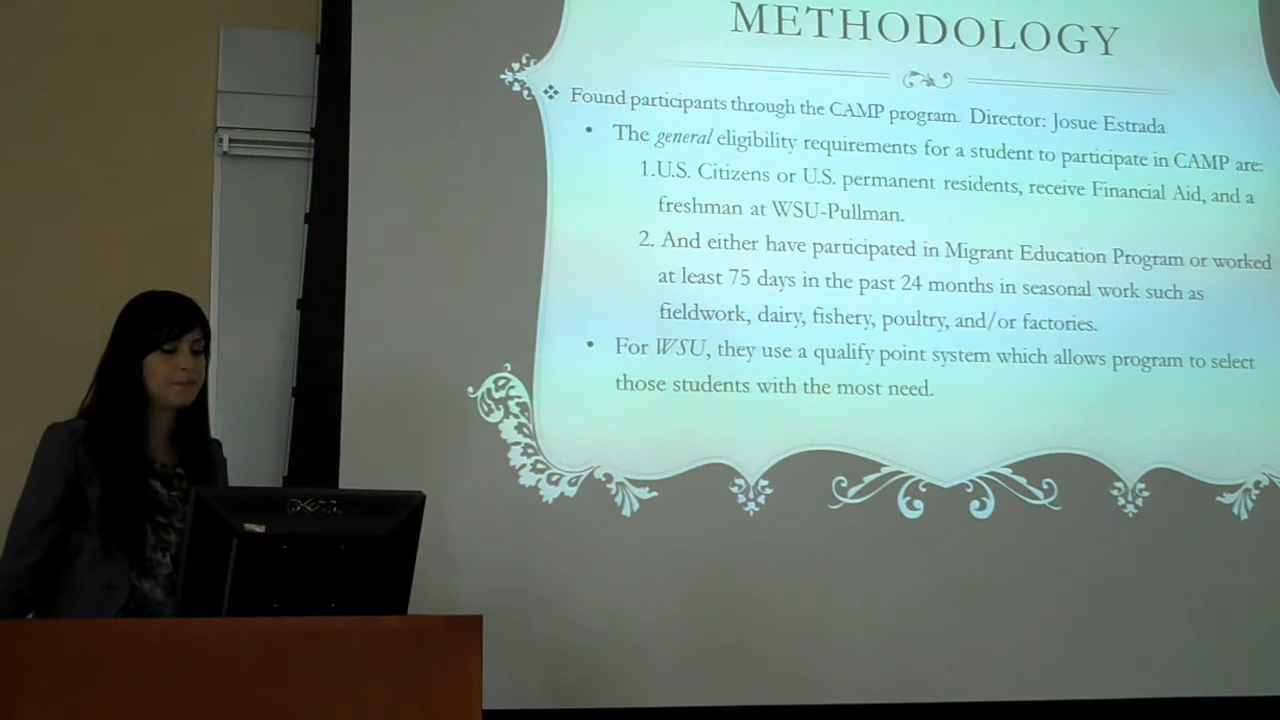 METHODOLOGY
❖ Found participants through the CAMP program. Director: Josue Estrada
• The general eligibility requirements for a student to participate in CAMP are:
1.U.S. Citizens or U.S. permanent residents, receive Financial Aid, and a
freshman at WSU-Pullman.
2. And either have participated in Migrant Education Program or worked
at least 75 days in the past 24 months in seasonal work such as
fieldwork, dairy, fishery, poultry, and/or factories.
• For WSU, they use a qualify point system which allows program to select
those students with the most need.
DELL